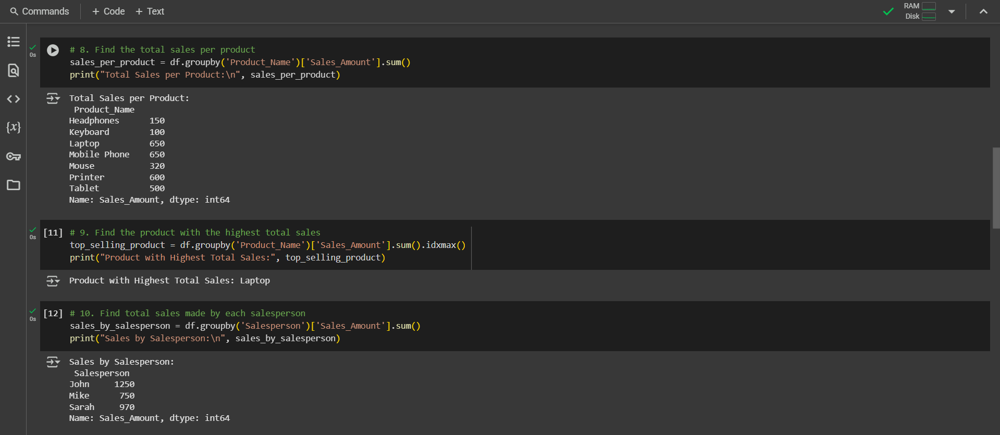 Commands + Code + Text
RAM
Disk
0s
# 8. Find the total sales per product
sales_per_product = df.groupby('Product_Name')['Sales_Amount'].sum()
print("Total Sales per Product:\n", sales_per_product)
Total Sales per Product:
 Product_Name
Headphones      150
Keyboard        100
Laptop          650
Mobile Phone    650
Mouse           320
Printer         600
Tablet          500
Name: Sales_Amount, dtype: int64
0s
[11] # 9. Find the product with the highest total sales
top_selling_product = df.groupby('Product_Name')['Sales_Amount'].sum().idxmax()
print("Product with Highest Total Sales:", top_selling_product)
Product with Highest Total Sales: Laptop
0s
[12] # 10. Find total sales made by each salesperson
sales_by_salesperson = df.groupby('Salesperson')['Sales_Amount'].sum()
print("Sales by Salesperson:\n", sales_by_salesperson)
Sales by Salesperson:
 Salesperson
John     1250
Mike      750
Sarah     970
Name: Sales_Amount, dtype: int64
{x}